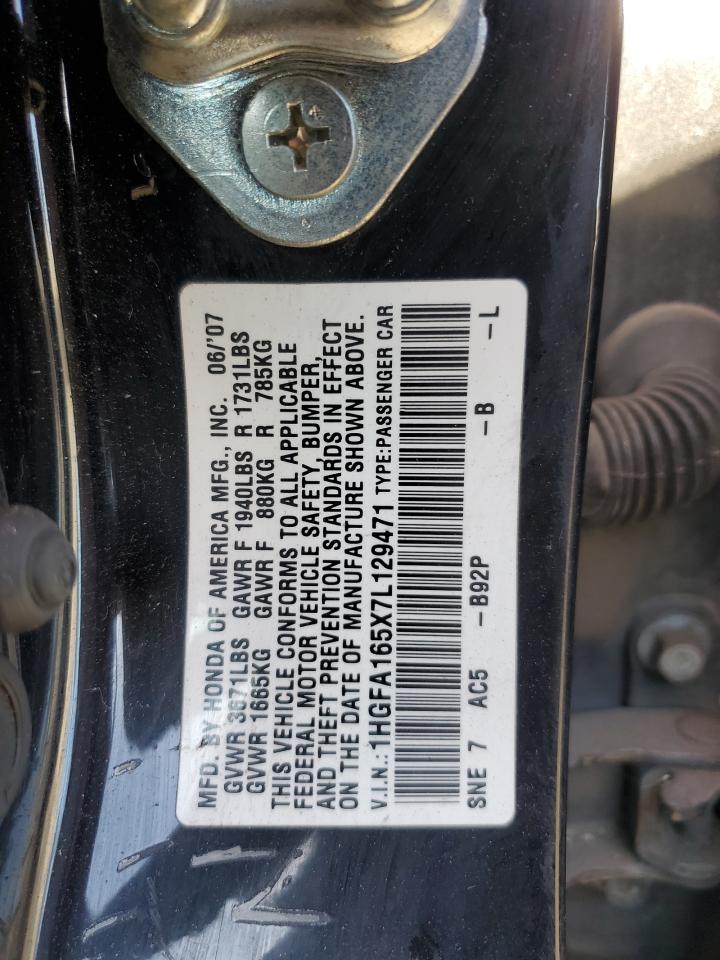 MFD. BY HONDA OF AMERICA MFG., INC. 06/'07
GVWR 3671LBS GAWR F 1940LBS R 1731LBS
GVWR 1665KG GAWR F 880KG R 785KG
THIS VEHICLE CONFORMS TO ALL APPLICABLE
FEDERAL MOTOR VEHICLE SAFETY, BUMPER,
AND THEFT PREVENTION STANDARDS IN EFFECT
ON THE DATE OF MANUFACTURE SHOWN ABOVE.
V.I.N.: 1HGFA165X7L129471 TYPE:PASSENGER CAR
SNE 7 AC5 -B92P -B -L